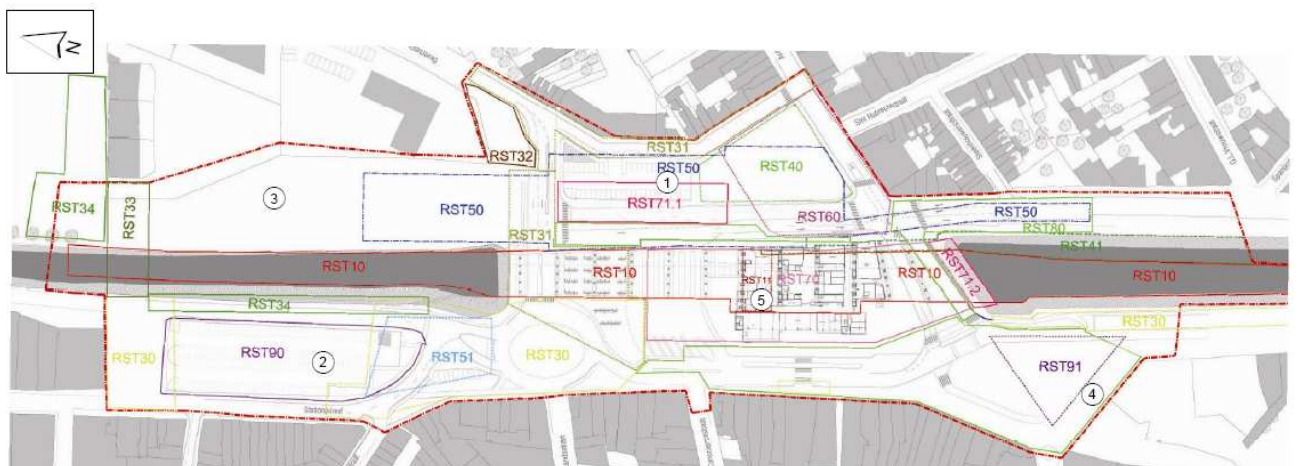 N
RST32
RST31
RST40
RST50
1
RST34
RST33
3
RST50
RST71.1
RST60
RST50
RST31
RST80
RST41
RST10
RST10
RST11
RST70
RST10
RST71.2
RST10
5
RST34
RST30
RST90
2
RST51
RST30
RST30
RST91
4